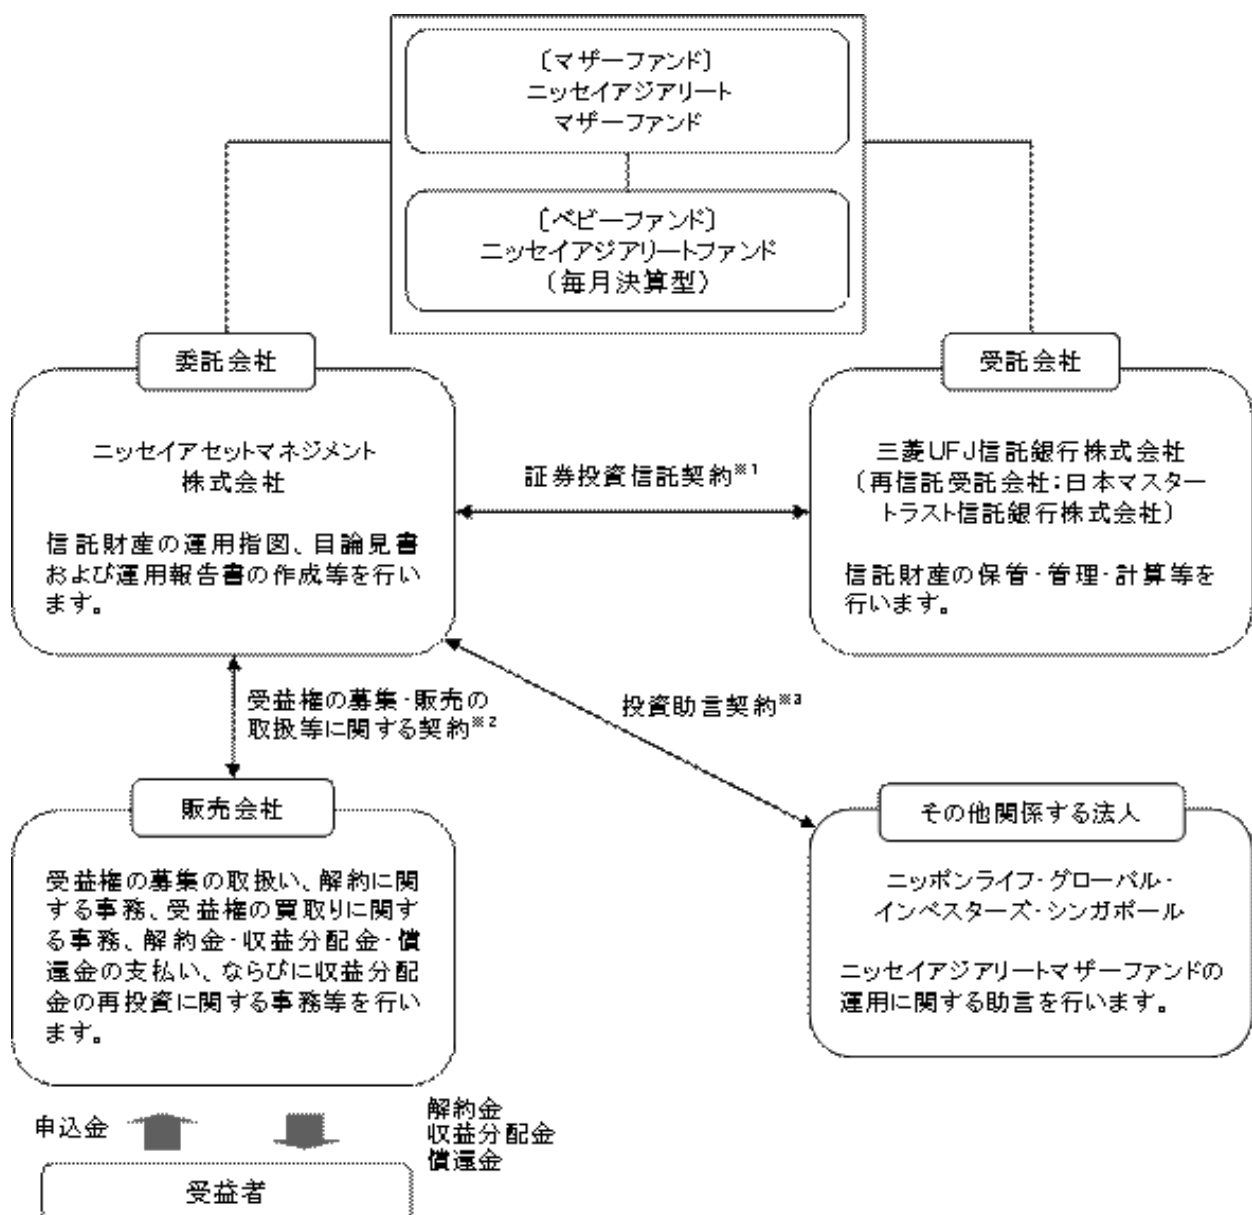 〔マザーファンド〕
ニッセイアジアリート
マザーファンド
〔ベビーファンド〕
ニッセイアジアリートファンド
（毎月決算型）
委託会社
ニッセイアセットマネジメント
株式会社
信託財産の運用指図、目論見書
および運用報告書の作成等を行い
ます。
証券投資信託契約※1
受託会社
三菱UFJ信託銀行株式会社
（再信託受託会社：日本マスター
トラスト信託銀行株式会社）
信託財産の保管・管理・計算等を
行います。
受益権の募集・販売の
取扱等に関する契約※2
投資助言契約※3
販売会社
受益権の募集の取扱い、解約に関
する事務、受益権の買取りに関す
る事務、解約金・収益分配金・償
還金の支払い、ならびに収益分配
金の再投資に関する事務等を行い
ます。
その他関係する法人
ニッポンライフ・グローバル・
インベスターズ・シンガポール
ニッセイアジアリートマザーファンドの
運用に関する助言を行います。
申込金
解約金
収益分配金
償還金
受益者